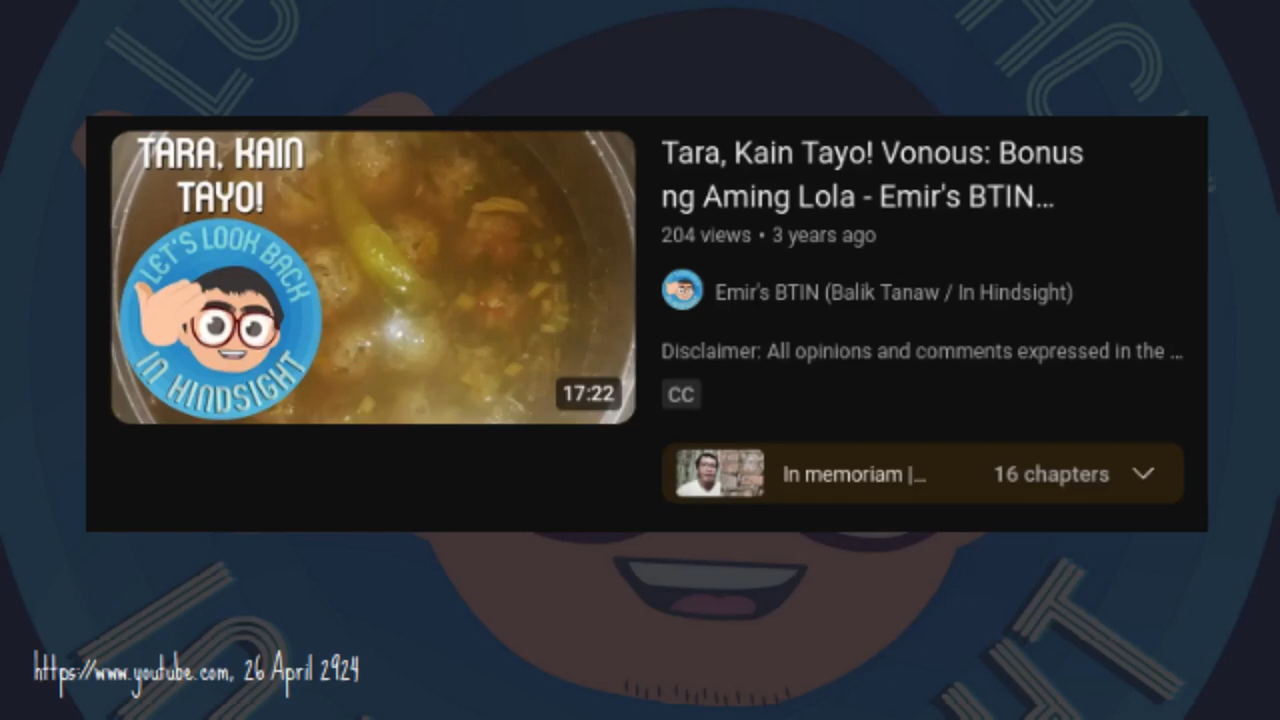 TARA, KAIN
TAYO!
LET'S LOOK BACK
IN HINDSIGHT
17:22
Tara, Kain Tayo! Vonous: Bonus
ng Aming Lola - Emir's BTIN...
204 views • 3 years ago
Emir's BTIN (Balik Tanaw / In Hindsight)
Disclaimer: All opinions and comments expressed in the ...
CC
In memoriam |... 16 chapters
https://www.youtube.com, 26 April 2924